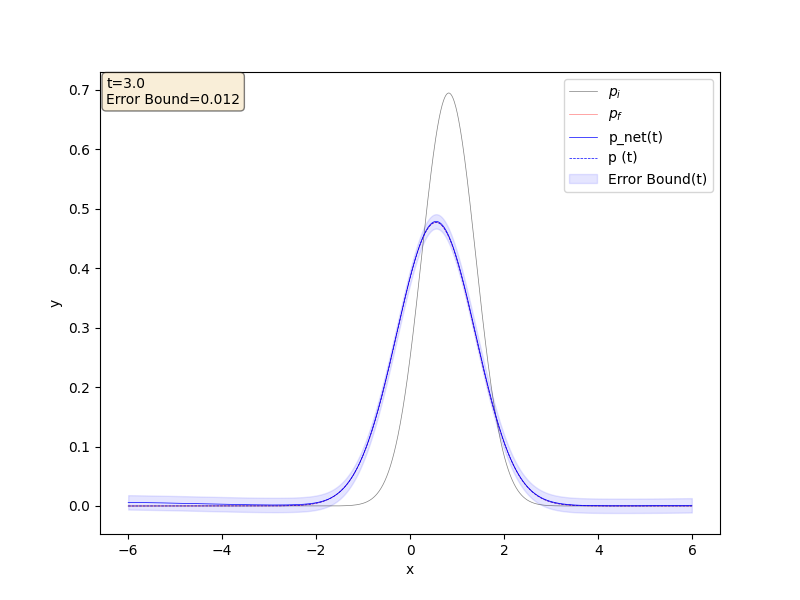 t=3.0
Error Bound=0.012
p_i
p_f
p_net(t)
p (t)
Error Bound(t)
0.7
0.6
0.5
0.4
0.3
0.2
0.1
0.0
y
−6 −4 −2 0 2 4 6
x